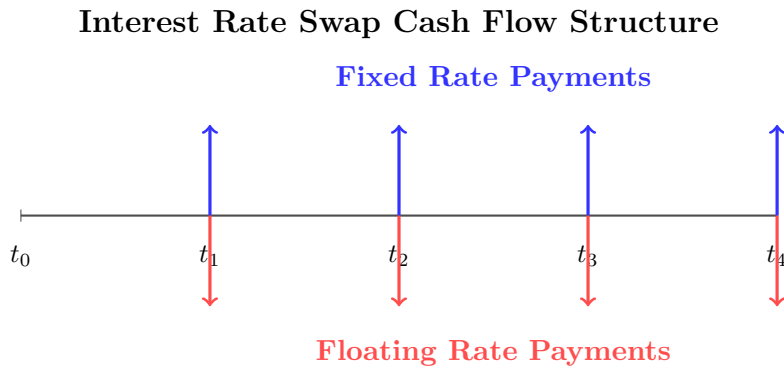 Interest Rate Swap Cash Flow Structure
Fixed Rate Payments
t₀ t₁ t₂ t₃ t₄
Floating Rate Payments